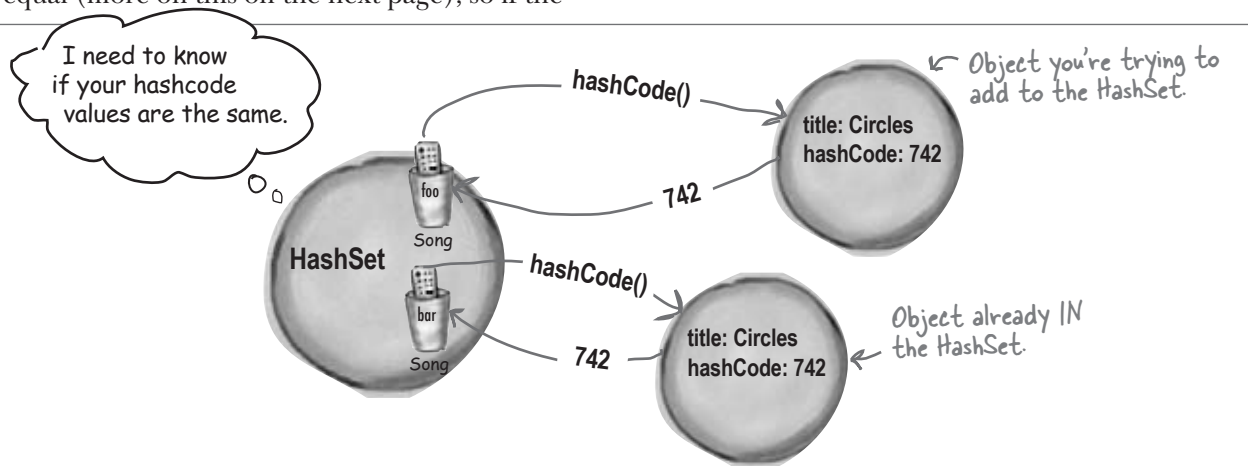 equal (more on this on the next page), so if the
I need to know
if your hashcode
values are the same.
hashCode()
Object you're trying to
add to the HashSet.
title: Circles
hashCode: 742
742
foo
Song
HashSet
hashCode()
bar
Song
742
title: Circles
hashCode: 742
Object already IN
the HashSet.